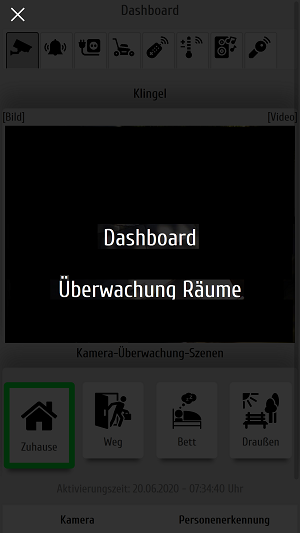 Dashboard
Klingel
[Bild] [Video]
Dashboard
Überwachung Räume
Kamera-Überwachung-Szenen
Zuhause Weg Bett Draußen
Aktivierungszeit: 20.06.2020 - 07:34:40 Uhr
Kamera Personenerkennung